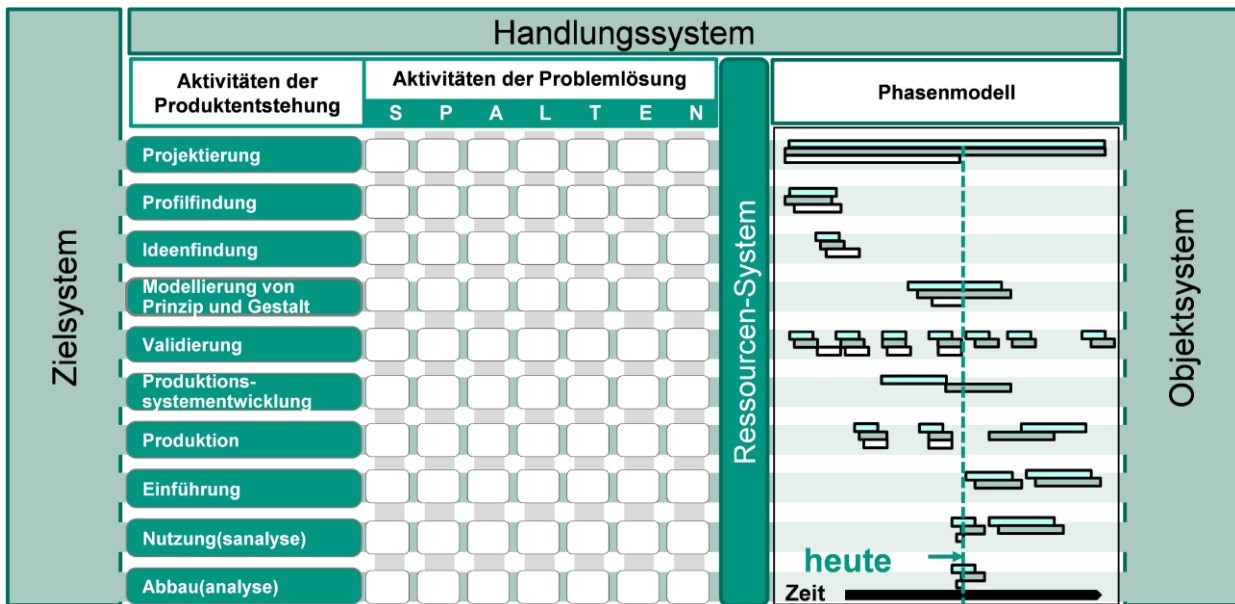 Handlungssystem
Zielsystem
Aktivitäten der
Produktentstehung
Aktivitäten der Problemlösung
S P A L T E N
Ressourcen-System
Phasenmodell
Objektsystem
Projektierung
Profilfindung
Ideenfindung
Modellierung von
Prinzip und Gestalt
Validierung
Produktions-
systementwicklung
Produktion
Einführung
Nutzung(sanalyse)
Abbau(analyse)
heute
Zeit